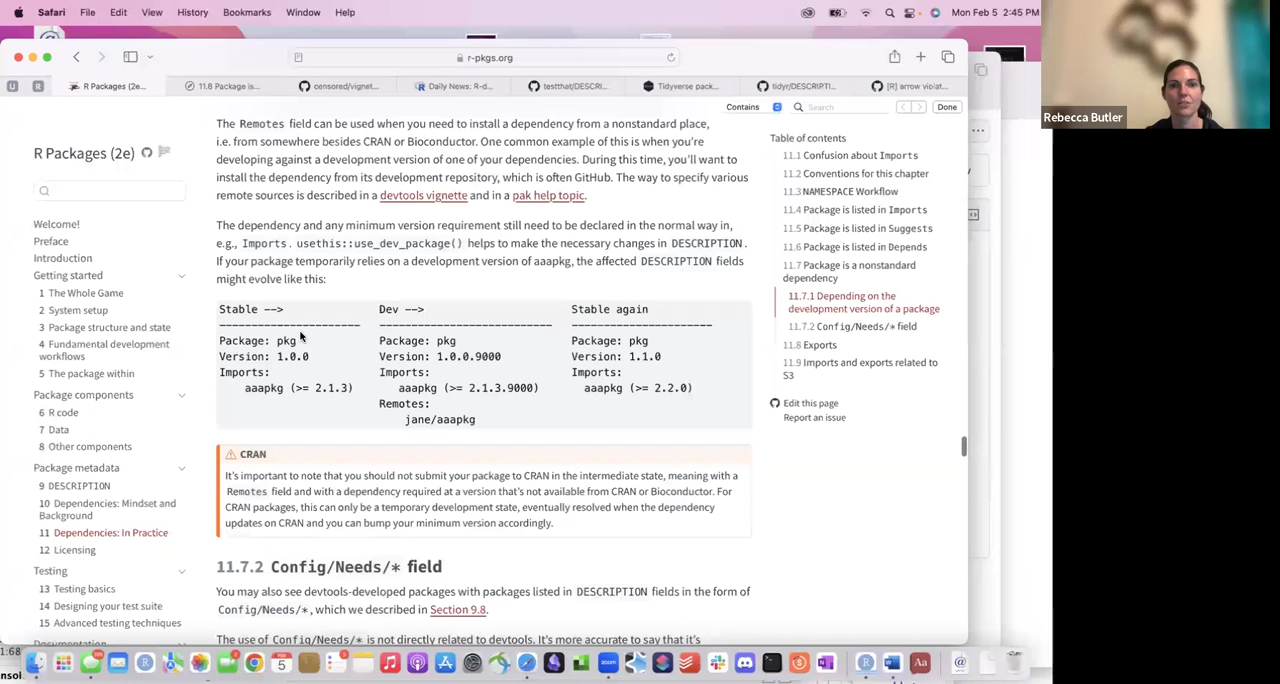 Safari File Edit View History Bookmarks Window Help
Mon Feb 5 2:45 PM
r-pkgs.org
R Packages (2e...
11.8 Package is...
censored/vignet...
Daily News: R-d...
testthat/DESCRI...
Tidyverse packag...
tidyr/DESCRIPTI...
[R] arrow violat...
Contains
Search
Done
Rebecca Butler
R Packages (2e)
Welcome!
Preface
Introduction
Getting started
1 The Whole Game
2 System setup
3 Package structure and state
4 Fundamental development
workflows
5 The package within
Package components
6 R code
7 Data
8 Other components
Package metadata
9 DESCRIPTION
10 Dependencies: Mindset and
Background
11 Dependencies: In Practice
12 Licensing
Testing
13 Testing basics
14 Designing your test suite
15 Advanced testing techniques
Documentation
The Remotes field can be used when you need to install a dependency from a nonstandard place,
i.e. from somewhere besides CRAN or Bioconductor. One common example of this is when you're
developing against a development version of one of your dependencies. During this time, you'll want to
install the dependency from its development repository, which is often GitHub. The way to specify various
remote sources is described in a devtools vignette and in a pak help topic.
The dependency and any minimum version requirement still need to be declared in the normal way in,
e.g., Imports. usethis::use_dev_package() helps to make the necessary changes in DESCRIPTION.
If your package temporarily relies on a development version of aaapkg, the affected DESCRIPTION fields
might evolve like this:
Stable --> Dev --> Stable again
---------------------- --------------------------- ----------------------
Package: pkg Package: pkg Package: pkg
Version: 1.0.0 Version: 1.0.0.9000 Version: 1.1.0
Imports: Imports: Imports:
aaapkg (>= 2.1.3) aaapkg (>= 2.1.3.9000) aaapkg (>= 2.2.0)
Remotes:
jane/aaapkg
CRAN
It's important to note that you should not submit your package to CRAN in the intermediate state, meaning with a
Remotes field and with a dependency required at a version that's not available from CRAN or Bioconductor. For
CRAN packages, this can only be a temporary development state, eventually resolved when the dependency
updates on CRAN and you can bump your minimum version accordingly.
11.7.2 Config/Needs/* field
You may also see devtools-developed packages with packages listed in DESCRIPTION fields in the form of
Config/Needs/*, which we described in Section 9.8.
The use of Config/Needs/* is not directly related to devtools. It's more accurate to say that it's
Table of contents
11.1 Confusion about Imports
11.2 Conventions for this chapter
11.3 NAMESPACE Workflow
11.4 Package is listed in Imports
11.5 Package is listed in Suggests
11.6 Package is listed in Depends
11.7 Package is a nonstandard
dependency
11.7.1 Depending on the
development version of a package
11.7.2 Config/Needs/* field
11.8 Exports
11.9 Imports and exports related to
S3
Edit this page
Report an issue
1:68
nsol
5
zoom
Aa